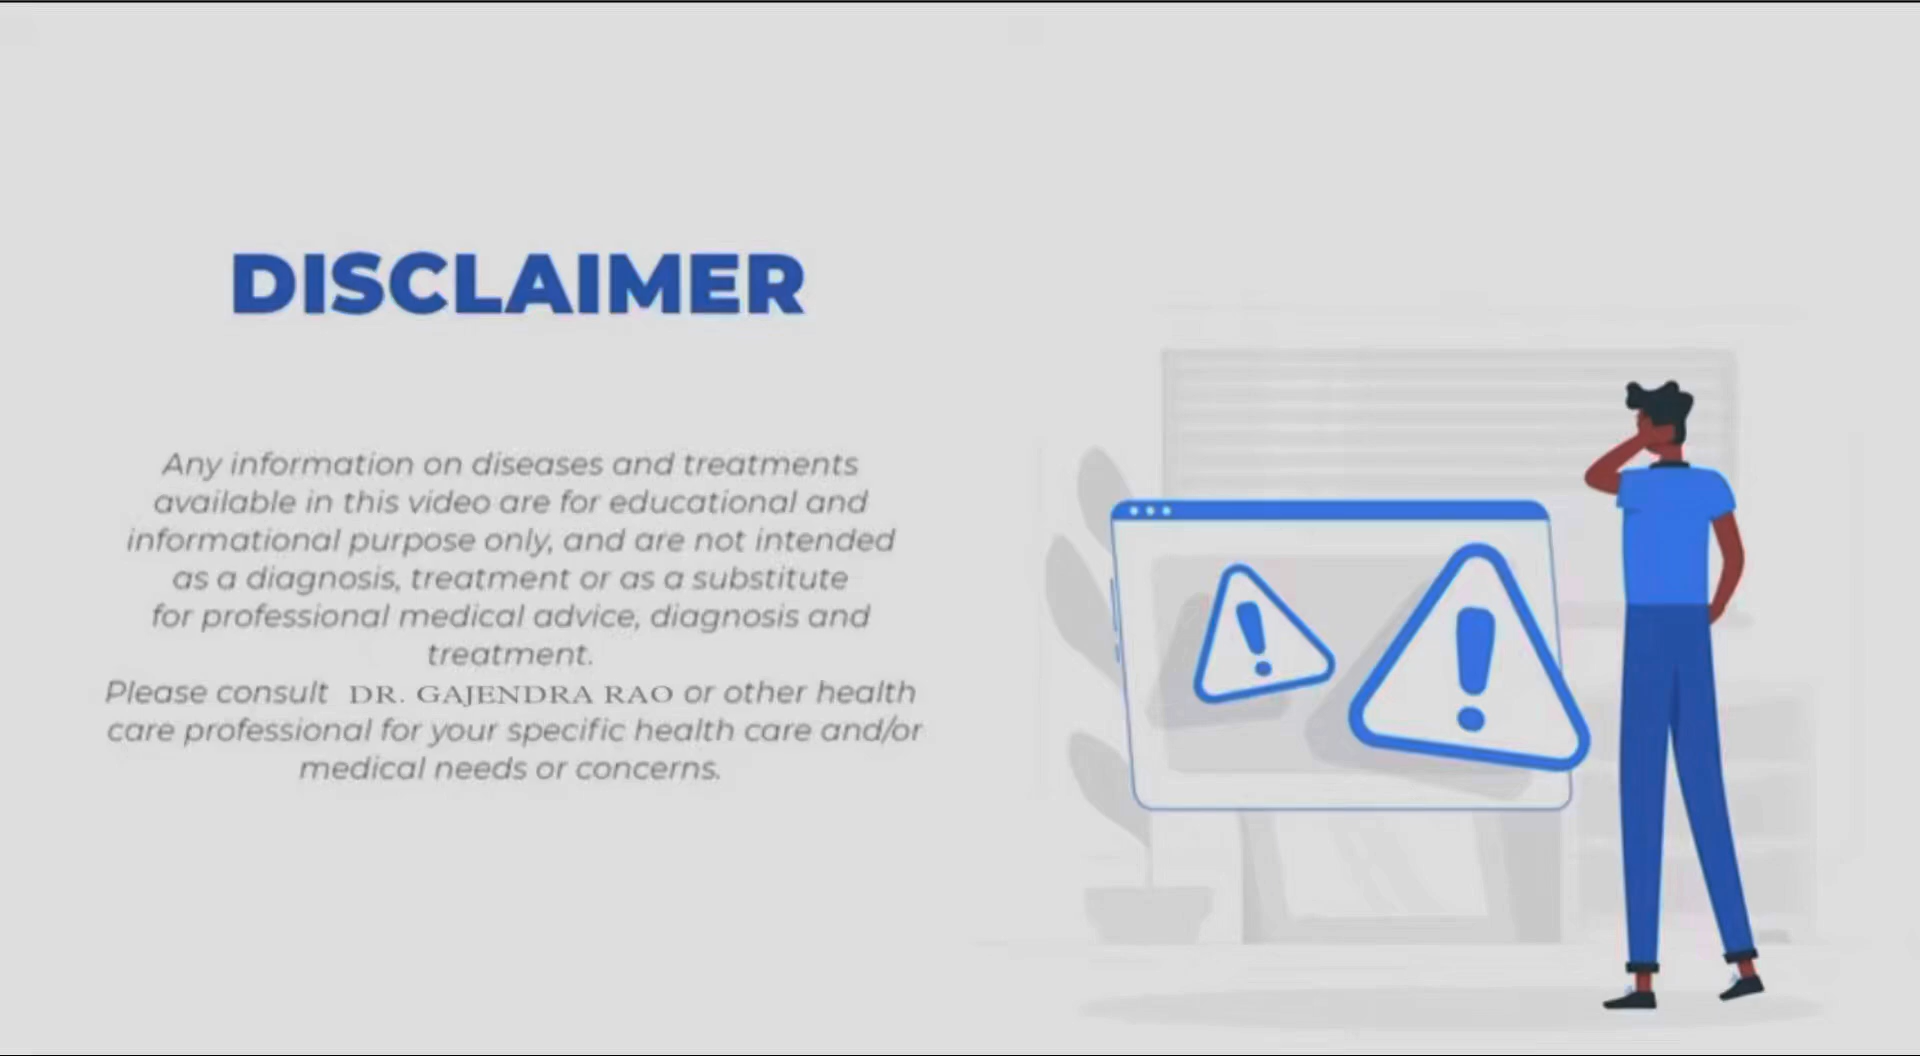 DISCLAIMER
Any information on diseases and treatments
available in this video are for educational and
informational purpose only, and are not intended
as a diagnosis, treatment or as a substitute
for professional medical advice, diagnosis and
treatment.
Please consult DR. GAJENDRA RAO or other health
care professional for your specific health care and/or
medical needs or concerns.